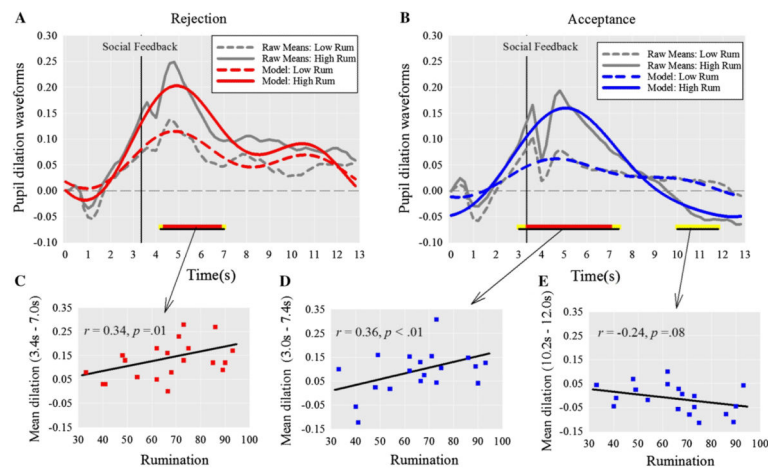 A
Rejection
Social Feedback
Raw Means: Low Rum
Raw Means: High Rum
Model: Low Rum
Model: High Rum
Pupil dilation waveforms
0.30
0.25
0.20
0.15
0.10
0.05
0.00
-0.05
-0.10
0 1 2 3 4 5 6 7 8 9 10 11 12 13
Time(s)
B
Acceptance
Social Feedback
Raw Means: Low Rum
Raw Means: High Rum
Model: Low Rum
Model: High Rum
Pupil dilation waveforms
0.30
0.25
0.20
0.15
0.10
0.05
0.00
-0.05
-0.10
0 1 2 3 4 5 6 7 8 9 10 11 12 13
Time(s)
C
Mean dilation (3.4s - 7.0s)
0.35
0.25
0.15
0.05
-0.05
-0.15
r = 0.34, p =.01
30 40 50 60 70 80 90 100
Rumination
D
Mean dilation (3.0s - 7.4s)
0.35
0.25
0.15
0.05
-0.05
-0.15
r = 0.36, p < .01
30 40 50 60 70 80 90 100
Rumination
E
Mean dilation (10.2s - 12.0s)
0.35
0.25
0.15
0.05
-0.05
-0.15
r = -0.24, p =.08
30 40 50 60 70 80 90 100
Rumination